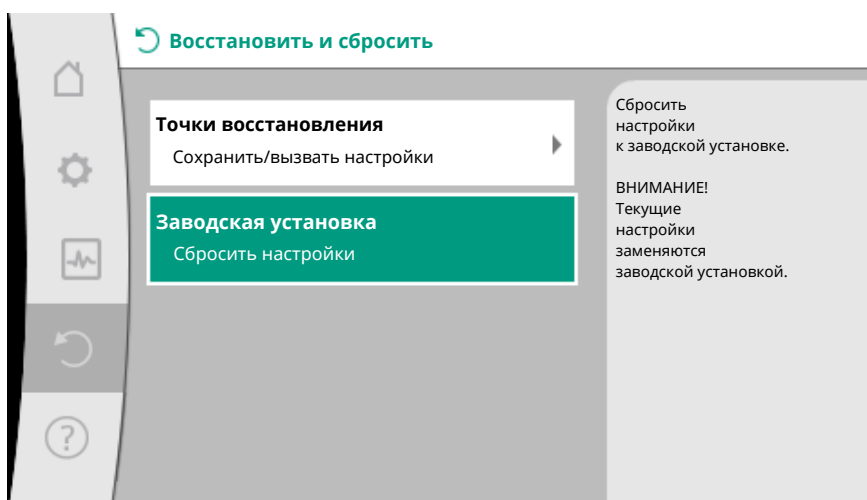 Восстановить и сбросить
Точки восстановления
Сохранить/вызвать настройки
Заводская установка
Сбросить настройки
Сбросить
настройки
к заводской установке.
ВНИМАНИЕ!
Текущие
настройки
заменяются
заводской установкой.
?